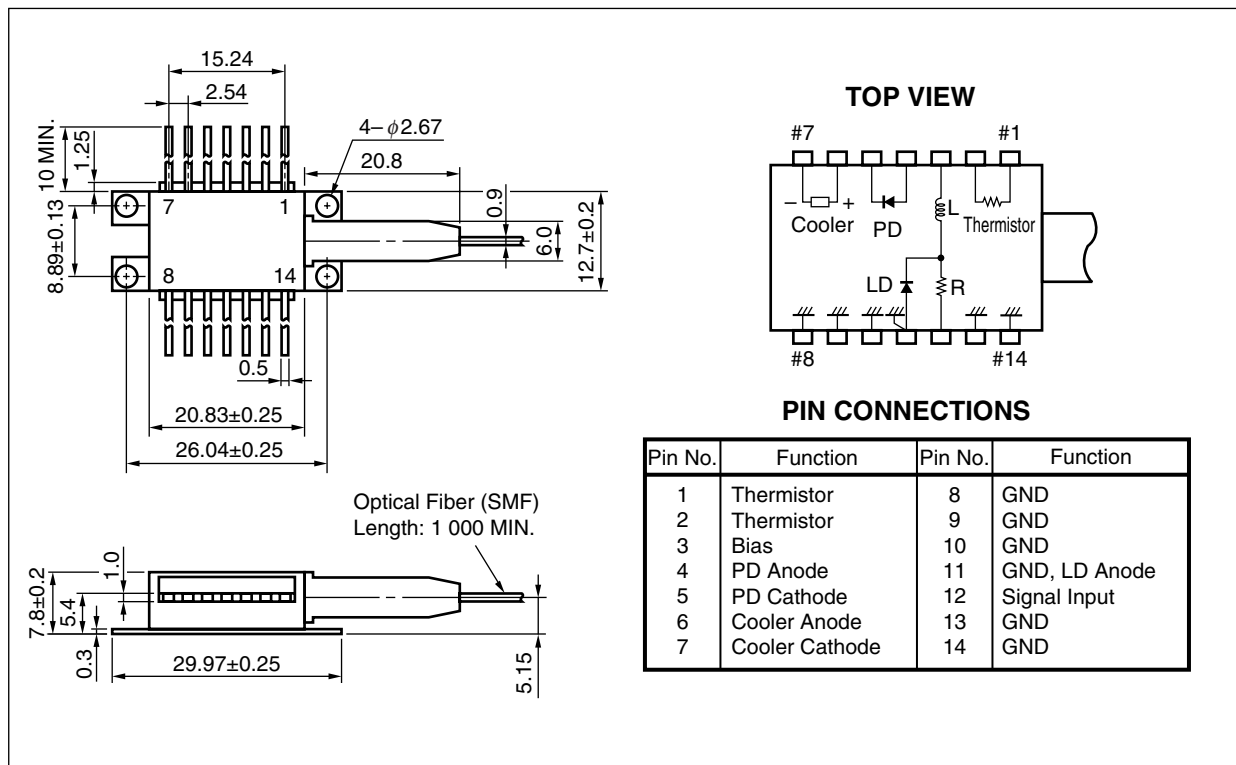 15.24
2.54
10 MIN.
1.25
4–ϕ2.67
20.8
7
1
0.9
8.89±0.13
6.0
12.7±0.2
8
14
0.5
20.83±0.25
26.04±0.25
Optical Fiber (SMF)
Length: 1 000 MIN.
7.8±0.2
5.4
1.0
0.3
29.97±0.25
5.15
TOP VIEW
#7
#1
– +
Cooler
PD
L
Thermistor
LD
R
#8
#14
PIN CONNECTIONS
Pin No. Function Pin No. Function
1 Thermistor 8 GND
2 Thermistor 9 GND
3 Bias 10 GND
4 PD Anode 11 GND, LD Anode
5 PD Cathode 12 Signal Input
6 Cooler Anode 13 GND
7 Cooler Cathode 14 GND